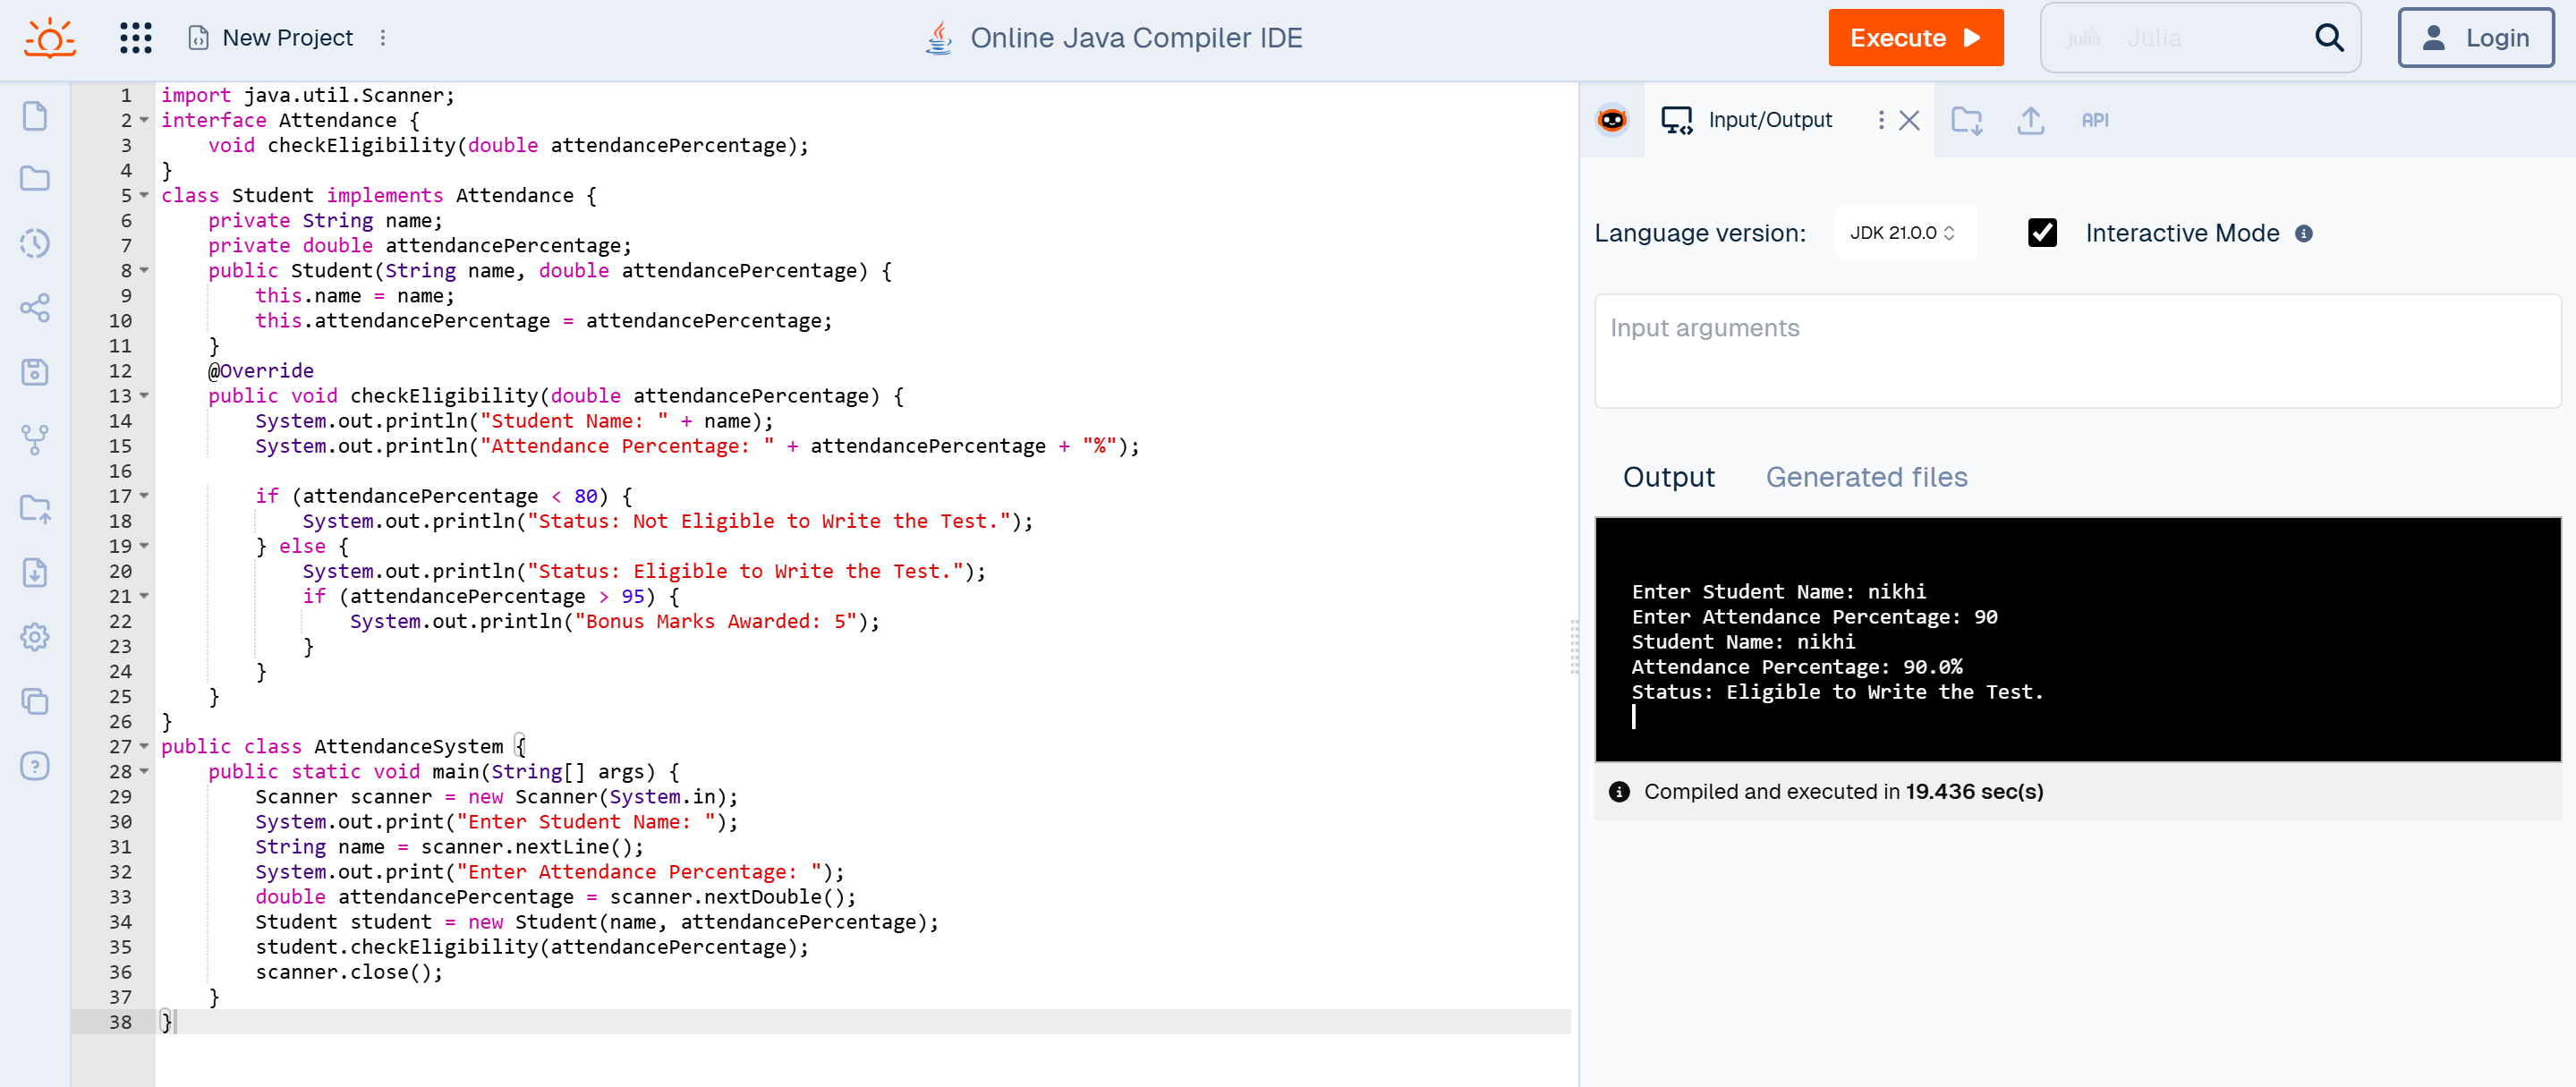 New Project
Online Java Compiler IDE
Execute
julia Julia
Login
1 import java.util.Scanner;
2 interface Attendance {
3     void checkEligibility(double attendancePercentage);
4 }
5 class Student implements Attendance {
6     private String name;
7     private double attendancePercentage;
8     public Student(String name, double attendancePercentage) {
9         this.name = name;
10         this.attendancePercentage = attendancePercentage;
11     }
12     @Override
13     public void checkEligibility(double attendancePercentage) {
14         System.out.println("Student Name: " + name);
15         System.out.println("Attendance Percentage: " + attendancePercentage + "%");
16
17         if (attendancePercentage < 80) {
18             System.out.println("Status: Not Eligible to Write the Test.");
19         } else {
20             System.out.println("Status: Eligible to Write the Test.");
21             if (attendancePercentage > 95) {
22                 System.out.println("Bonus Marks Awarded: 5");
23             }
24         }
25     }
26 }
27 public class AttendanceSystem {
28     public static void main(String[] args) {
29         Scanner scanner = new Scanner(System.in);
30         System.out.print("Enter Student Name: ");
31         String name = scanner.nextLine();
32         System.out.print("Enter Attendance Percentage: ");
33         double attendancePercentage = scanner.nextDouble();
34         Student student = new Student(name, attendancePercentage);
35         student.checkEligibility(attendancePercentage);
36         scanner.close();
37     }
38 }
Input/Output
API
Language version: JDK 21.0.0 Interactive Mode
Input arguments
Output Generated files
Enter Student Name: nikhi
Enter Attendance Percentage: 90
Student Name: nikhi
Attendance Percentage: 90.0%
Status: Eligible to Write the Test.
Compiled and executed in 19.436 sec(s)